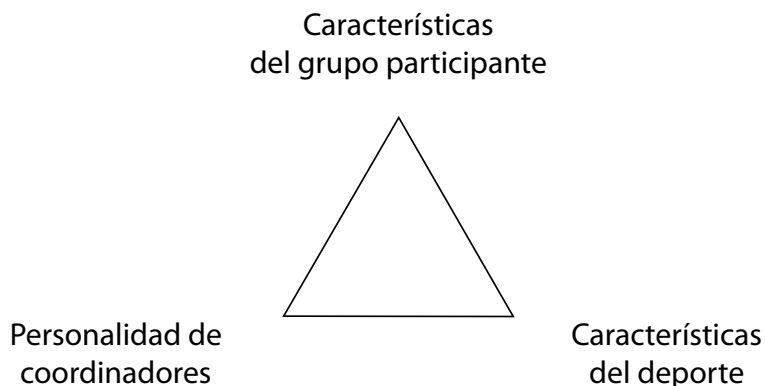 Características
del grupo participante
Personalidad de
coordinadores
Características
del deporte